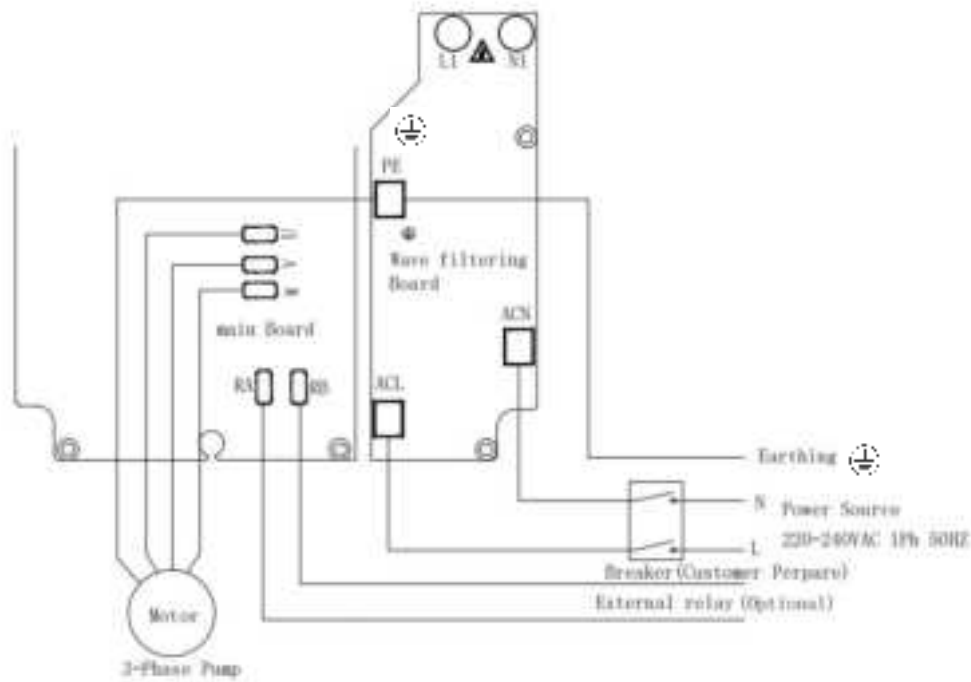 L1
N1
PE
Wave filtering
Board
main Board
ACN
RA
RB
ACL
Earthing
N
Power Source
220-240VAC 1Ph 50HZ
L
Breaker(Customer Perpare)
External relay(Optional)
Motor
3-Phase Pump